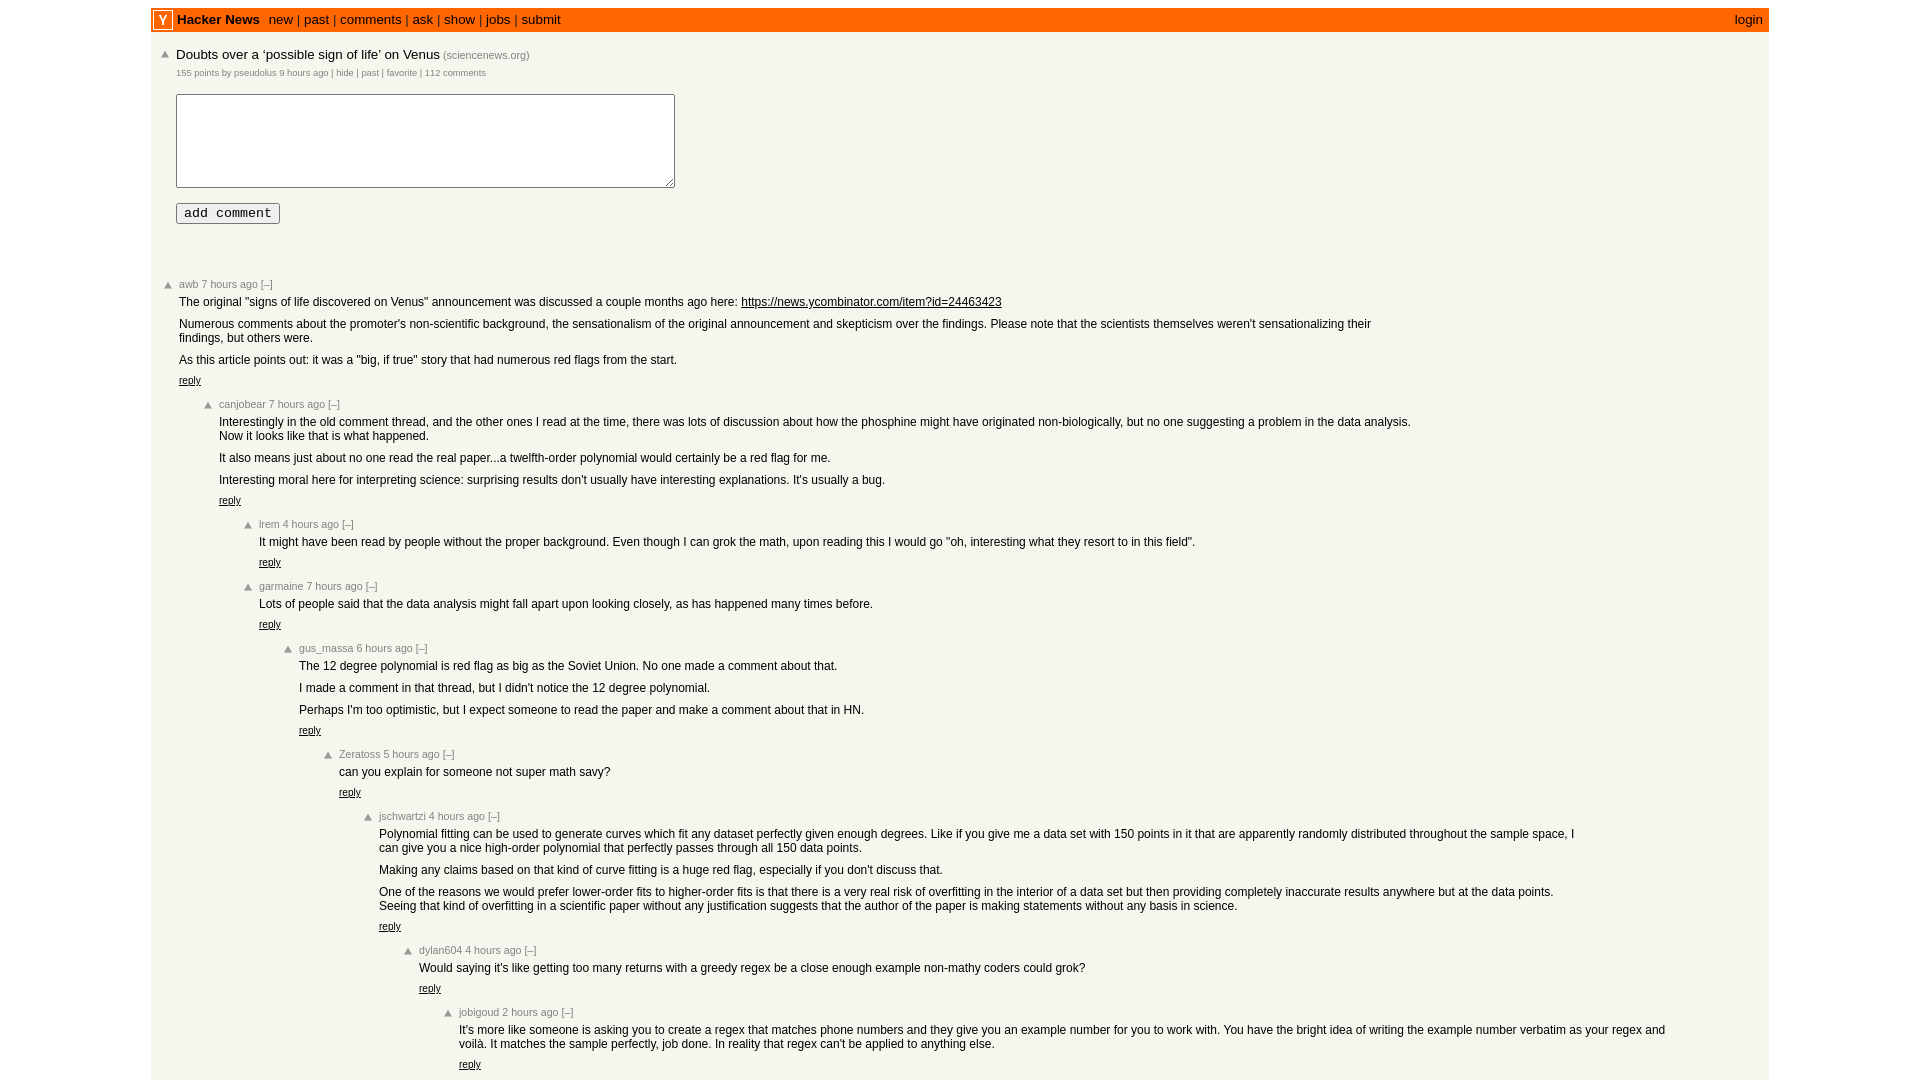 Y Hacker News new | past | comments | ask | show | jobs | submit login
Doubts over a ‘possible sign of life’ on Venus (sciencenews.org)
155 points by pseudolus 9 hours ago | hide | past | favorite | 112 comments
add comment
awb 7 hours ago [–]
The original "signs of life discovered on Venus" announcement was discussed a couple months ago here: https://news.ycombinator.com/item?id=24463423
Numerous comments about the promoter's non-scientific background, the sensationalism of the original announcement and skepticism over the findings. Please note that the scientists themselves weren't sensationalizing their
findings, but others were.
As this article points out: it was a "big, if true" story that had numerous red flags from the start.
reply
canjobear 7 hours ago [–]
Interestingly in the old comment thread, and the other ones I read at the time, there was lots of discussion about how the phosphine might have originated non-biologically, but no one suggesting a problem in the data analysis.
Now it looks like that is what happened.
It also means just about no one read the real paper...a twelfth-order polynomial would certainly be a red flag for me.
Interesting moral here for interpreting science: surprising results don't usually have interesting explanations. It's usually a bug.
reply
lrem 4 hours ago [–]
It might have been read by people without the proper background. Even though I can grok the math, upon reading this I would go "oh, interesting what they resort to in this field".
reply
garmaine 7 hours ago [–]
Lots of people said that the data analysis might fall apart upon looking closely, as has happened many times before.
reply
gus_massa 6 hours ago [–]
The 12 degree polynomial is red flag as big as the Soviet Union. No one made a comment about that.
I made a comment in that thread, but I didn't notice the 12 degree polynomial.
Perhaps I'm too optimistic, but I expect someone to read the paper and make a comment about that in HN.
reply
Zeratoss 5 hours ago [–]
can you explain for someone not super math savy?
reply
jschwartzi 4 hours ago [–]
Polynomial fitting can be used to generate curves which fit any dataset perfectly given enough degrees. Like if you give me a data set with 150 points in it that are apparently randomly distributed throughout the sample space, I
can give you a nice high-order polynomial that perfectly passes through all 150 data points.
Making any claims based on that kind of curve fitting is a huge red flag, especially if you don't discuss that.
One of the reasons we would prefer lower-order fits to higher-order fits is that there is a very real risk of overfitting in the interior of a data set but then providing completely inaccurate results anywhere but at the data points.
Seeing that kind of overfitting in a scientific paper without any justification suggests that the author of the paper is making statements without any basis in science.
reply
dylan604 4 hours ago [–]
Would saying it's like getting too many returns with a greedy regex be a close enough example non-mathy coders could grok?
reply
jobigoud 2 hours ago [–]
It's more like someone is asking you to create a regex that matches phone numbers and they give you an example number for you to work with. You have the bright idea of writing the example number verbatim as your regex and
voilà. It matches the sample perfectly, job done. In reality that regex can't be applied to anything else.
reply